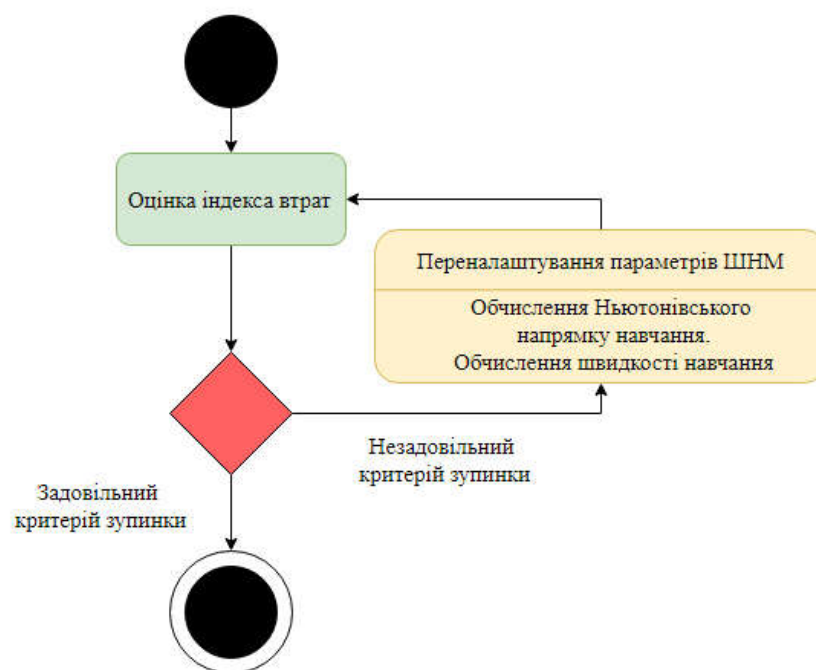 Оцінка індекса втрат
Переналаштування параметрів ШНМ
Обчислення Ньютонівського
напрямку навчання.
Обчислення швидкості навчання
Незадовільний
критерій зупинки
Задовільний
критерій зупинки